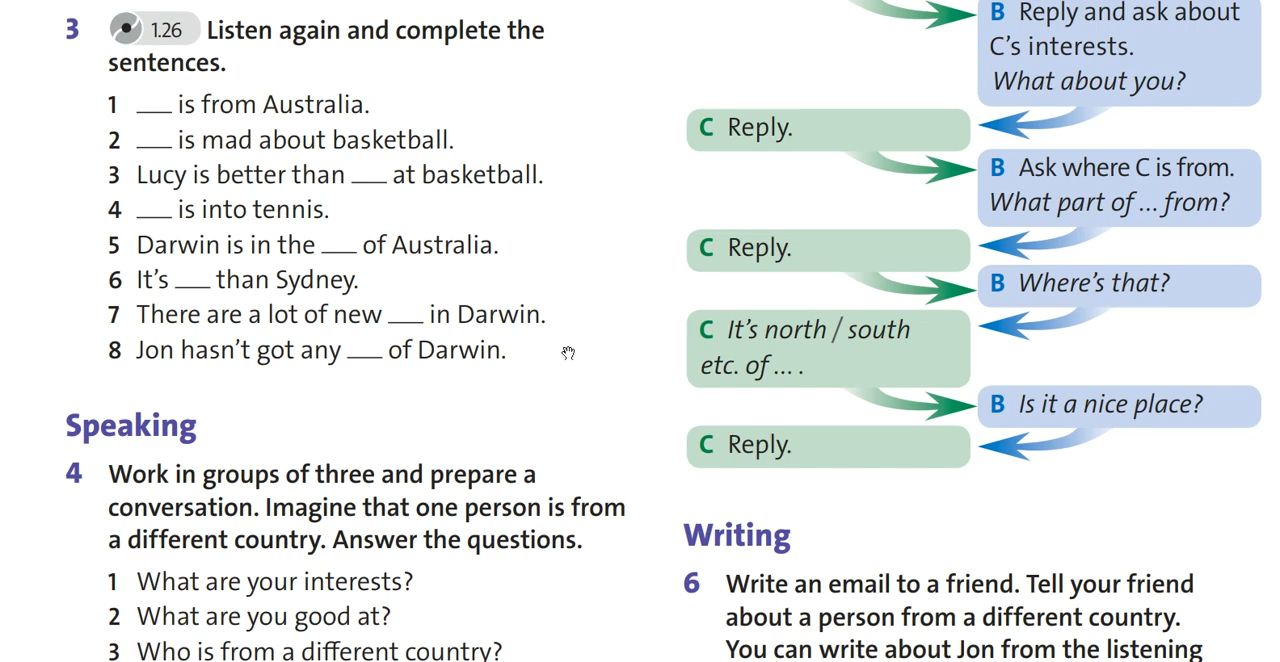 3 1.26 Listen again and complete the
sentences.
1 ___ is from Australia.
2 ___ is mad about basketball.
3 Lucy is better than ___ at basketball.
4 ___ is into tennis.
5 Darwin is in the ___ of Australia.
6 It's ___ than Sydney.
7 There are a lot of new ___ in Darwin.
8 Jon hasn't got any ___ of Darwin.
Speaking
4 Work in groups of three and prepare a
conversation. Imagine that one person is from
a different country. Answer the questions.
1 What are your interests?
2 What are you good at?
3 Who is from a different country?
B Reply and ask about
C's interests.
What about you?
C Reply.
B Ask where C is from.
What part of ... from?
C Reply.
B Where's that?
C It's north / south
etc. of ... .
B Is it a nice place?
C Reply.
Writing
6 Write an email to a friend. Tell your friend
about a person from a different country.
You can write about Jon from the listening